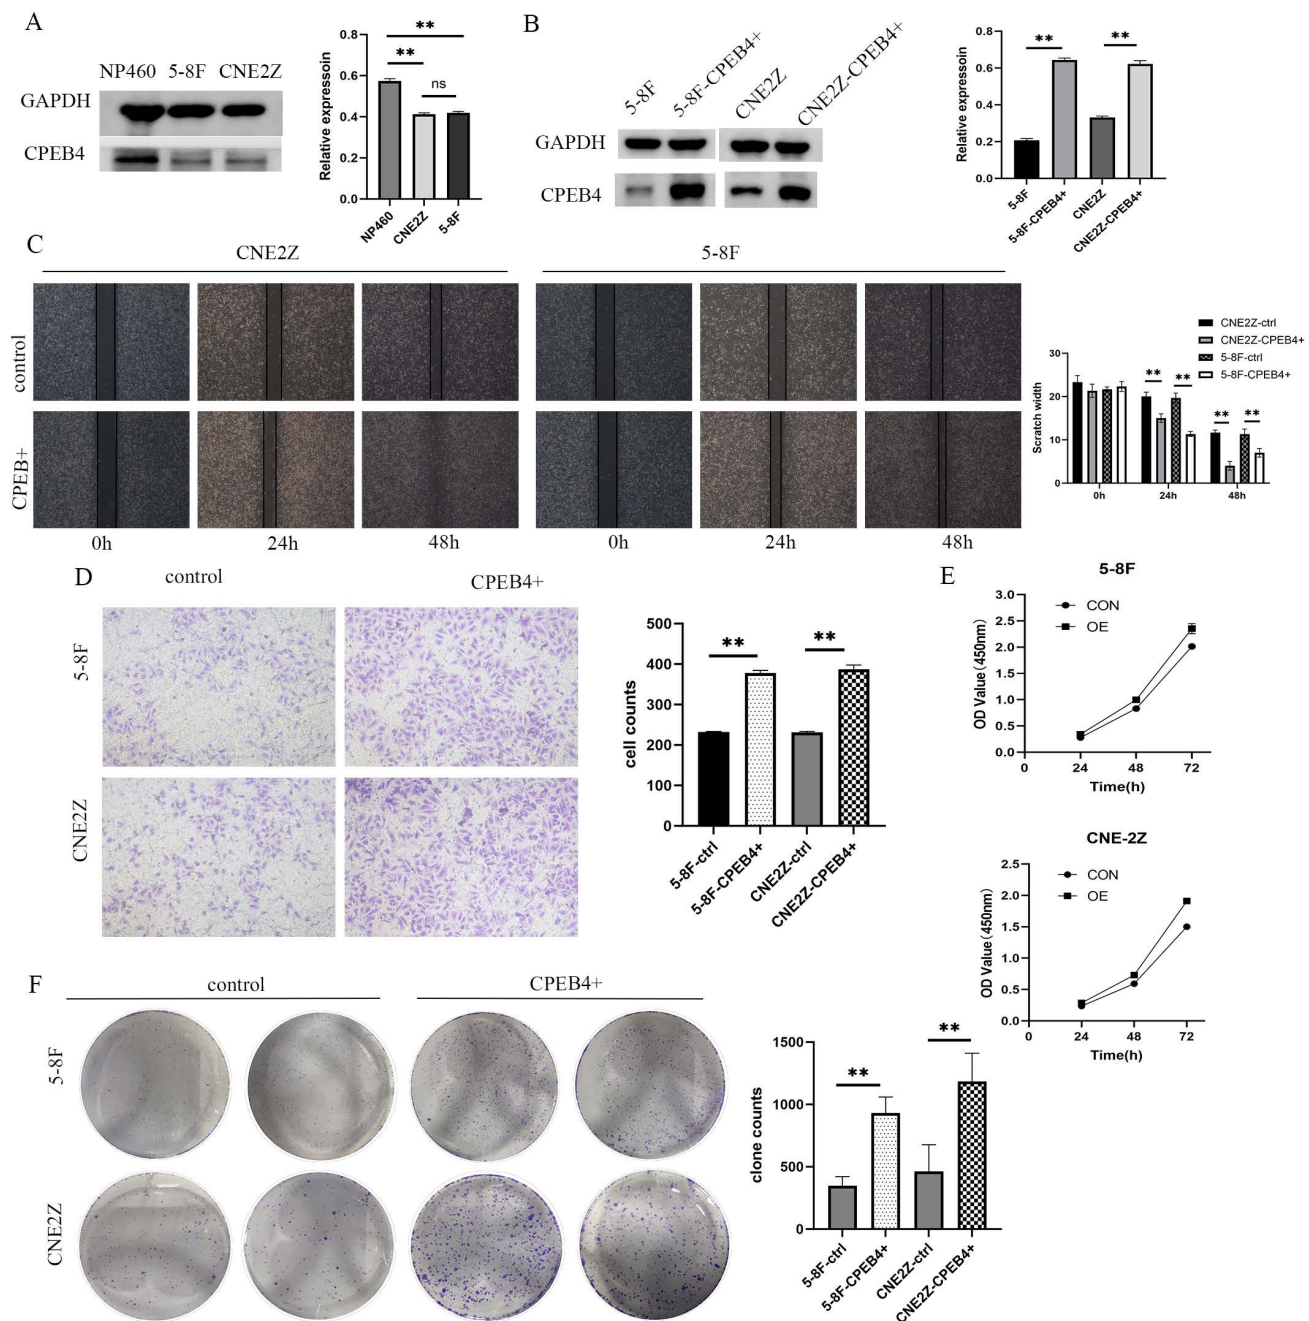 A
NP460 5-8F CNE2Z
GAPDH
CPEB4
Relative expressoin
0.8
0.6
0.4
0.2
0.0
**
**
ns
NP460
CNE2Z
5-8F
B
5-8F
5-8F-CPEB4+
CNE2Z
CNE2Z-CPEB4+
GAPDH
CPEB4
Relative expressoin
0.8
0.6
0.4
0.2
0.0
**
**
5-8F
5-8F-CPEB4+
CNE2Z
CNE2Z-CPEB4+
C
CNE2Z
5-8F
control
CPEB+
0h 24h 48h 0h 24h 48h
CNE2Z-ctrl
CNE2Z-CPEB4+
5-8F-ctrl
5-8F-CPEB4+
Scratch width
30
20
10
0
** **
** **
0h 24h 48h
D
control CPEB4+
5-8F
CNE2Z
cell counts
500
400
300
200
100
0
** **
5-8F-ctrl
5-8F-CPEB4+
CNE2Z-ctrl
CNE2Z-CPEB4+
E
5-8F
CON
OE
OD Value(450nm)
3.0
2.5
2.0
1.5
1.0
0.5
0.0
0 24 48 72
Time(h)
CNE-2Z
CON
OE
OD Value(450nm)
2.5
2.0
1.5
1.0
0.5
0.0
0 24 48 72
Time(h)
F
control CPEB4+
5-8F
CNE2Z
clone counts
1500
1000
500
0
**
**
5-8F-ctrl
5-8F-CPEB4+
CNE2Z-ctrl
CNE2Z-CPEB4+